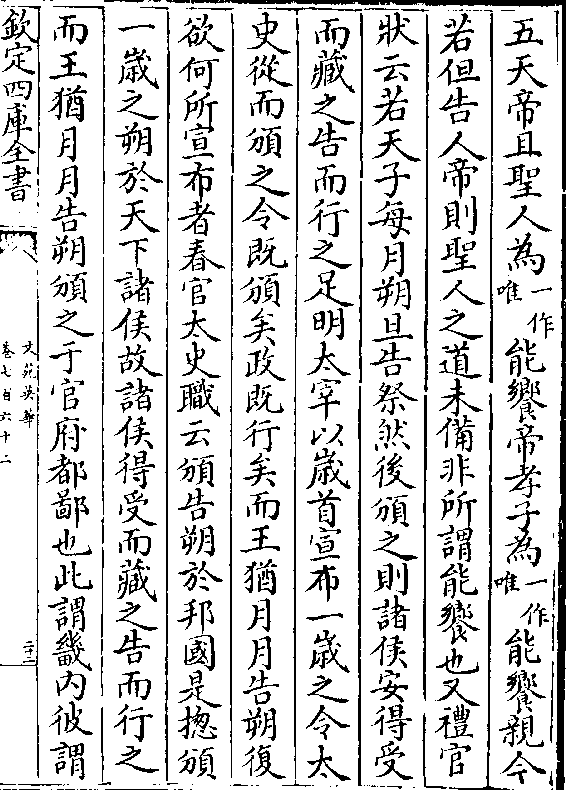 五天帝且聖人為一作唯能饗帝孝子為一作唯能饗親今
若但告人帝則聖人之道未備非所謂能饗也又禮官
狀云若天子每月朔旦告祭然後頒之則諸侯安得受
而藏之告而行之足明太宰以歲首宣布一歲之令太
史從而頒之令既頒矣政既行矣而王猶月月告朔復
欲何所宣布者春官太史職云頒告朔於邦國是揔頒
一歲之朔於天下諸侯故諸侯得受而藏之告而行之
而王猶月月告朔頒之于官府都鄙也此謂畿内彼謂
欽定四庫全書
文苑英華
卷七百六十二
二十二